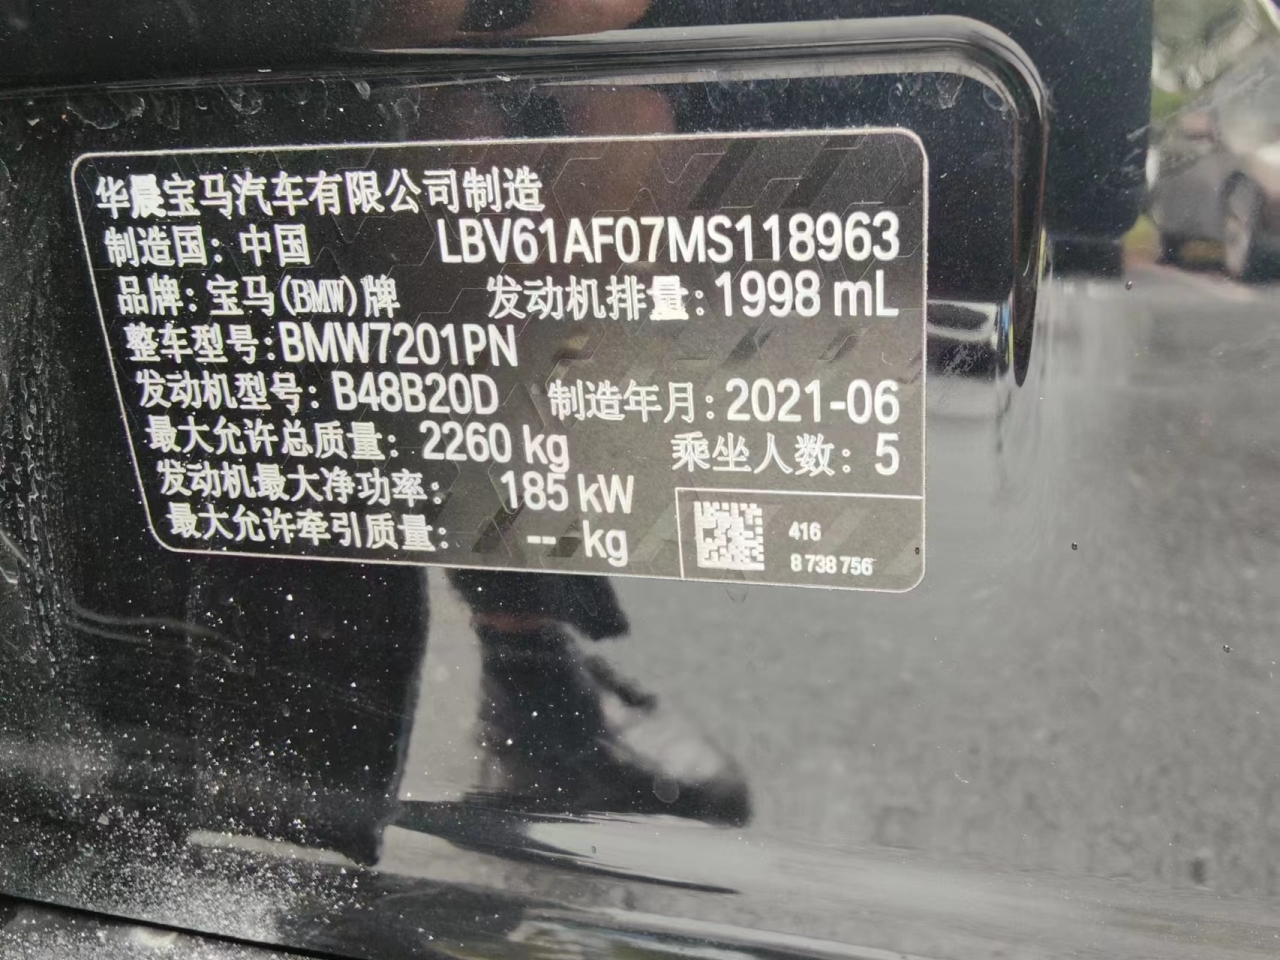 华晨宝马汽车有限公司制造
制造国：中国 LBV61AF07MS118963
品牌：宝马(BMW)牌 发动机排量：1998 mL
整车型号：BMW7201PN
发动机型号：B48B20D 制造年月：2021-06
最大允许总质量：2260 kg 乘坐人数：5
发动机最大净功率：185 kW
最大允许牵引质量：-- kg
416
8 738 756